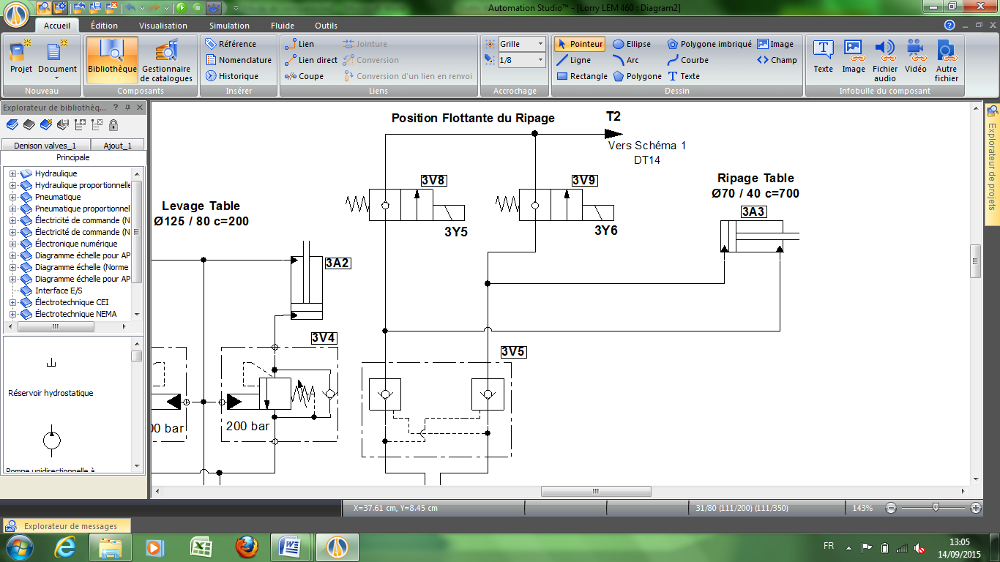 Automation Studio™ - [Lorry LEM 460 : Diagram2]
Accueil Édition Visualisation Simulation Fluide Outils
Projet Document
Nouveau
Bibliothèque Gestionnaire de catalogues
Composants
Référence
Nomenclature
Historique
Insérer
Lien Jointure
Lien direct Conversion
Coupe Conversion d'un lien en renvoi
Liens
Grille
1/8
Accrochage
Pointeur Ellipse Polygone imbriqué Image
Ligne Arc Courbe Champ
Rectangle Polygone Texte
Dessin
Texte Image Fichier audio Vidéo Autre fichier
Infobulle du composant
Explorateur de bibliothèq...
Denison valves_1 Ajout_1
Principale
Hydraulique
Hydraulique proportionnelle
Pneumatique
Pneumatique proportionnel
Électricité de commande (N
Électricité de commande (N
Électronique numérique
Diagramme échelle pour AP
Diagramme échelle (Norme
Diagramme échelle pour AP
Interface E/S
Électrotechnique CEI
Électrotechnique NEMA
Réservoir hydrostatique
Pompe unidirectionnelle à
Position Flottante du Ripage
T2
Vers Schéma 1
DT14
3V8
3V9
3Y5
3Y6
Ripage Table
Ø70 / 40 c=700
3A3
Levage Table
Ø125 / 80 c=200
3A2
3V4
3V5
00 bar
200 bar
Explorateur de projets
X=37.61 cm, Y=8.45 cm
31/80 (111/200) (111/350)
143%
Explorateur de messages
FR
13:05
14/09/2015